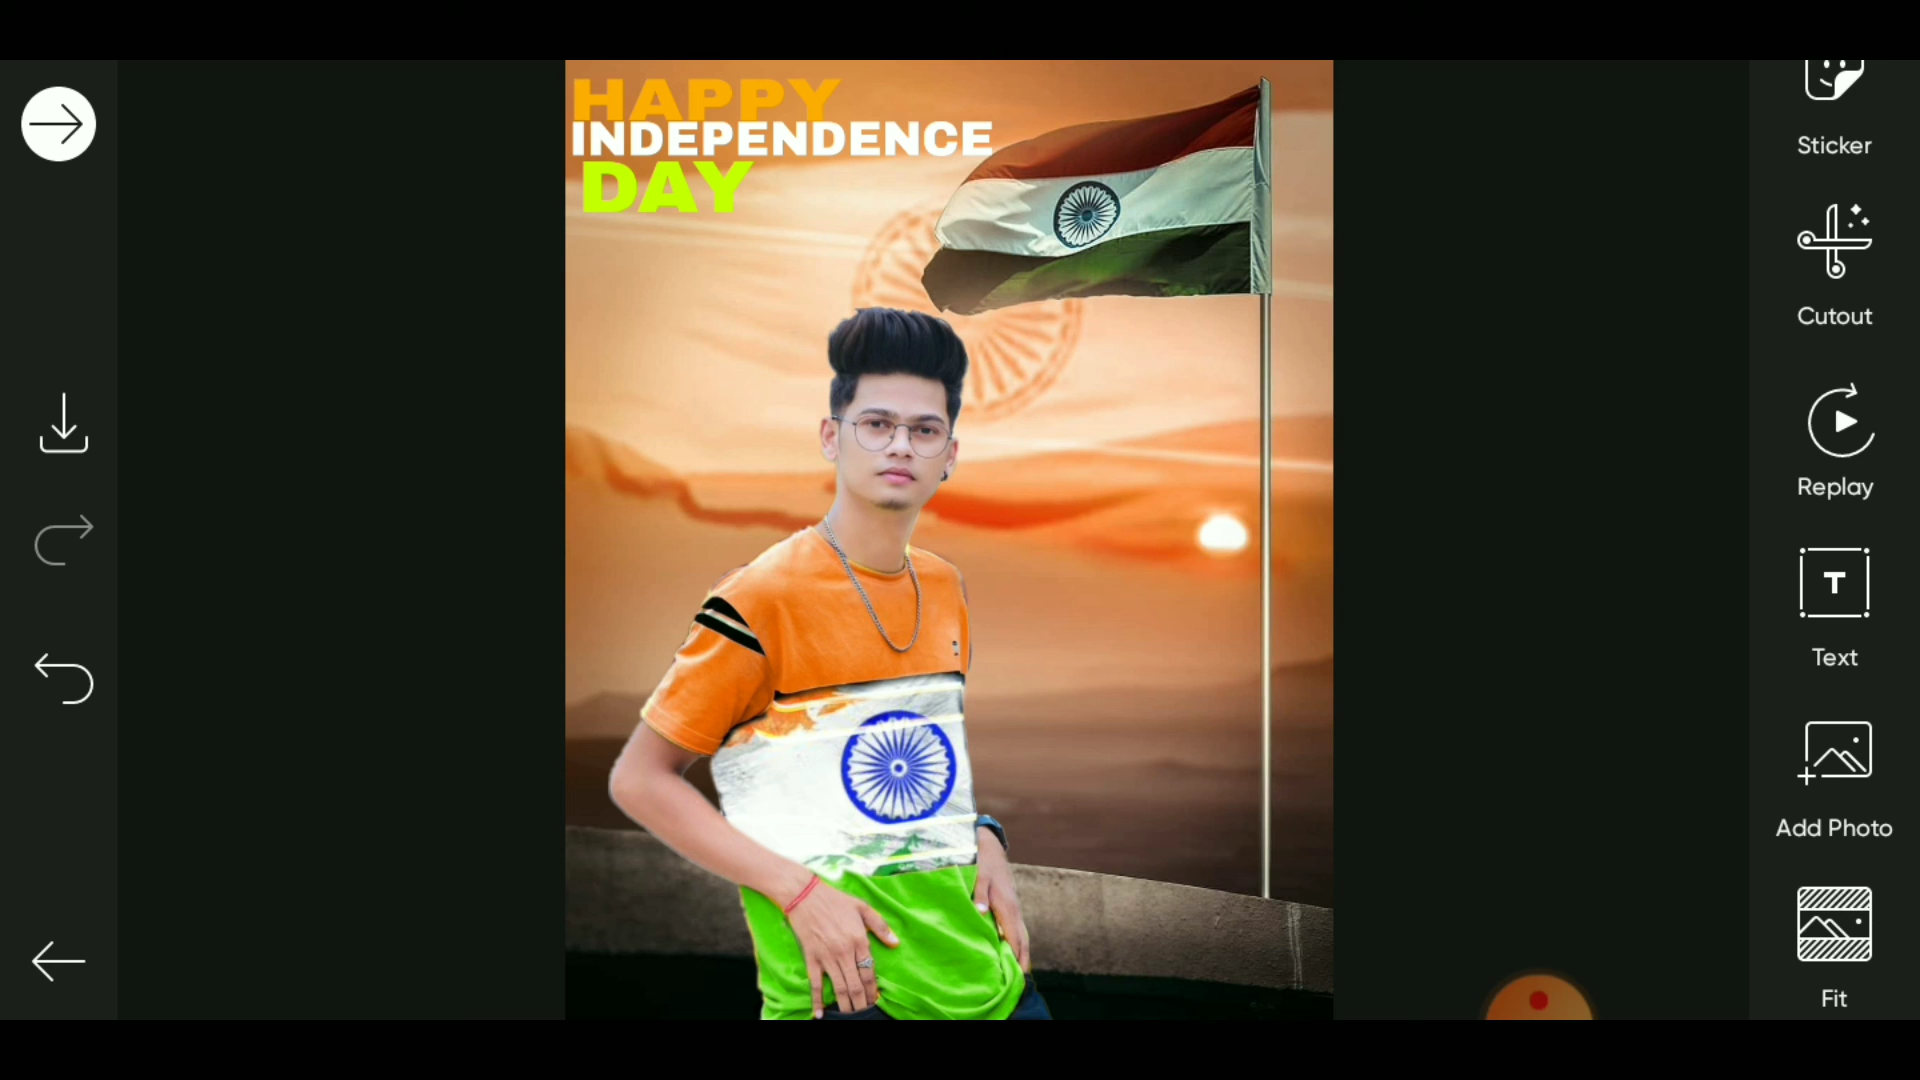 HAPPY
INDEPENDENCE
DAY
Sticker
Cutout
Replay
T
Text
Add Photo
Fit